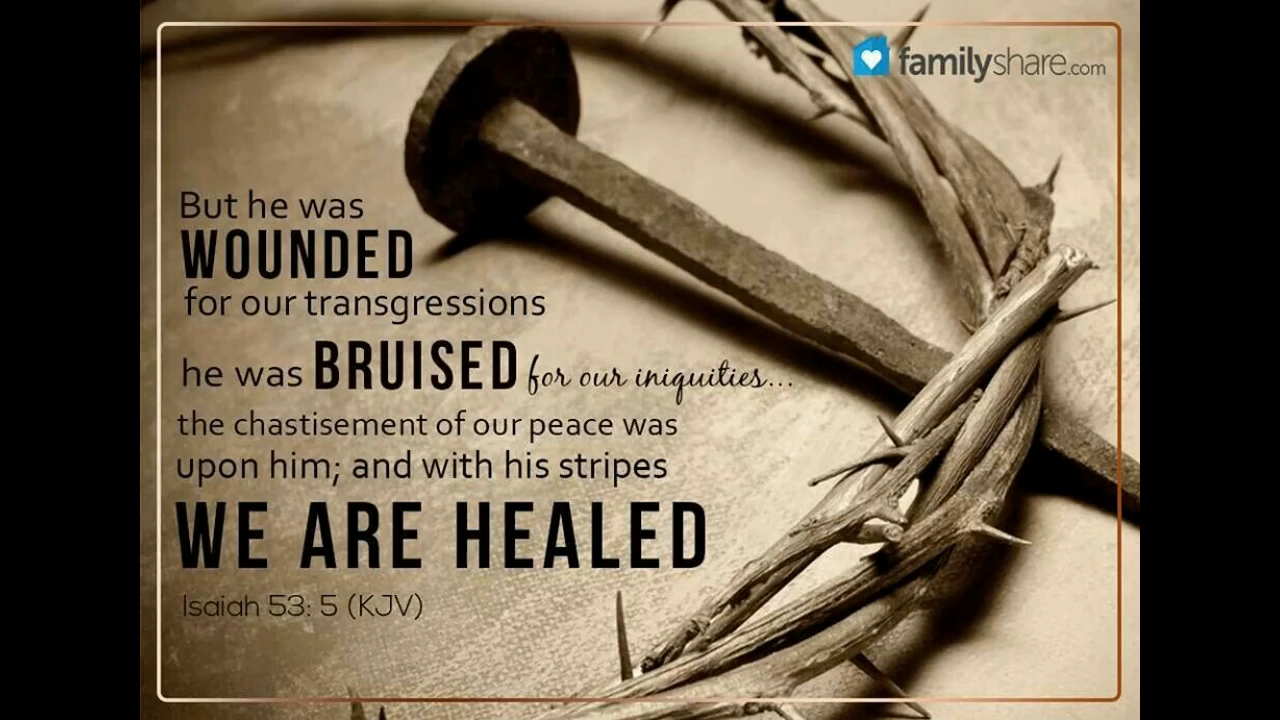 familyshare.com
But he was
WOUNDED
for our transgressions
he was BRUISED for our iniquities...
the chastisement of our peace was
upon him; and with his stripes
WE ARE HEALED
Isaiah 53: 5 (KJV)